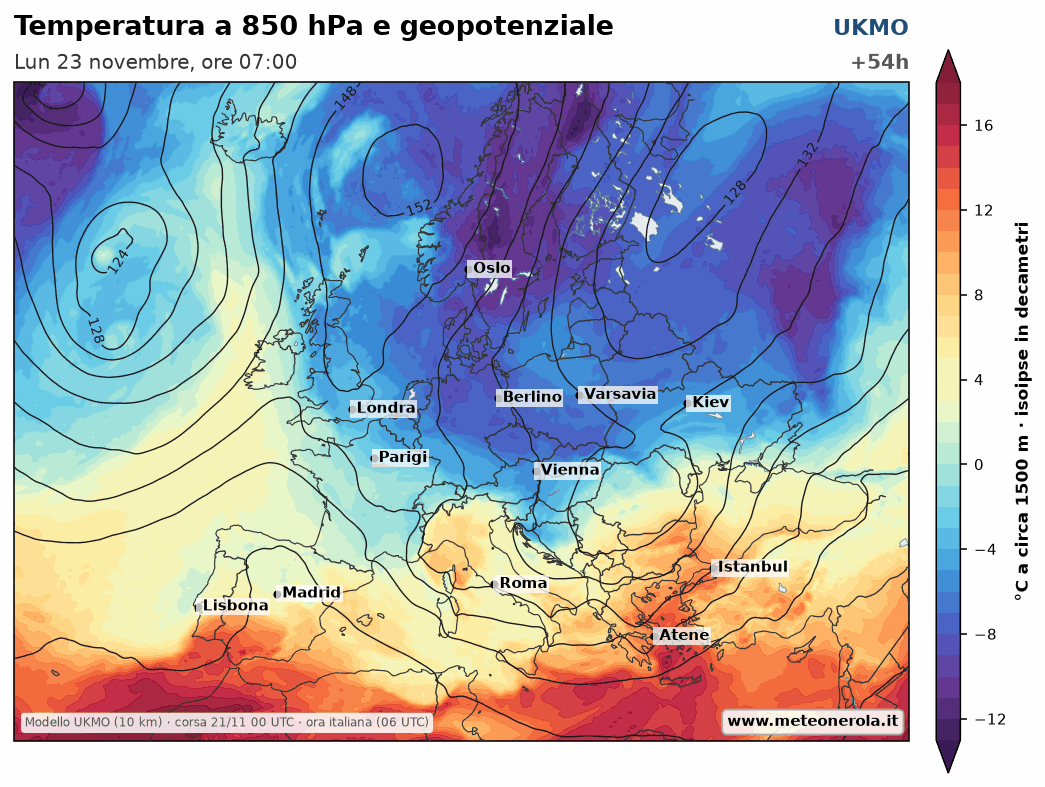 Temperatura a 850 hPa e geopotenziale
UKMO
Lun 23 novembre, ore 07:00
+54h
148
152
132
128
124
128
Oslo
Londra
Berlino
Varsavia
Kiev
Parigi
Vienna
Istanbul
Roma
Madrid
Lisbona
Atene
16
12
8
4
0
−4
−8
−12
°C a circa 1500 m · isoipse in decametri
Modello UKMO (10 km) · corsa 21/11 00 UTC · ora italiana (06 UTC)
www.meteonerola.it